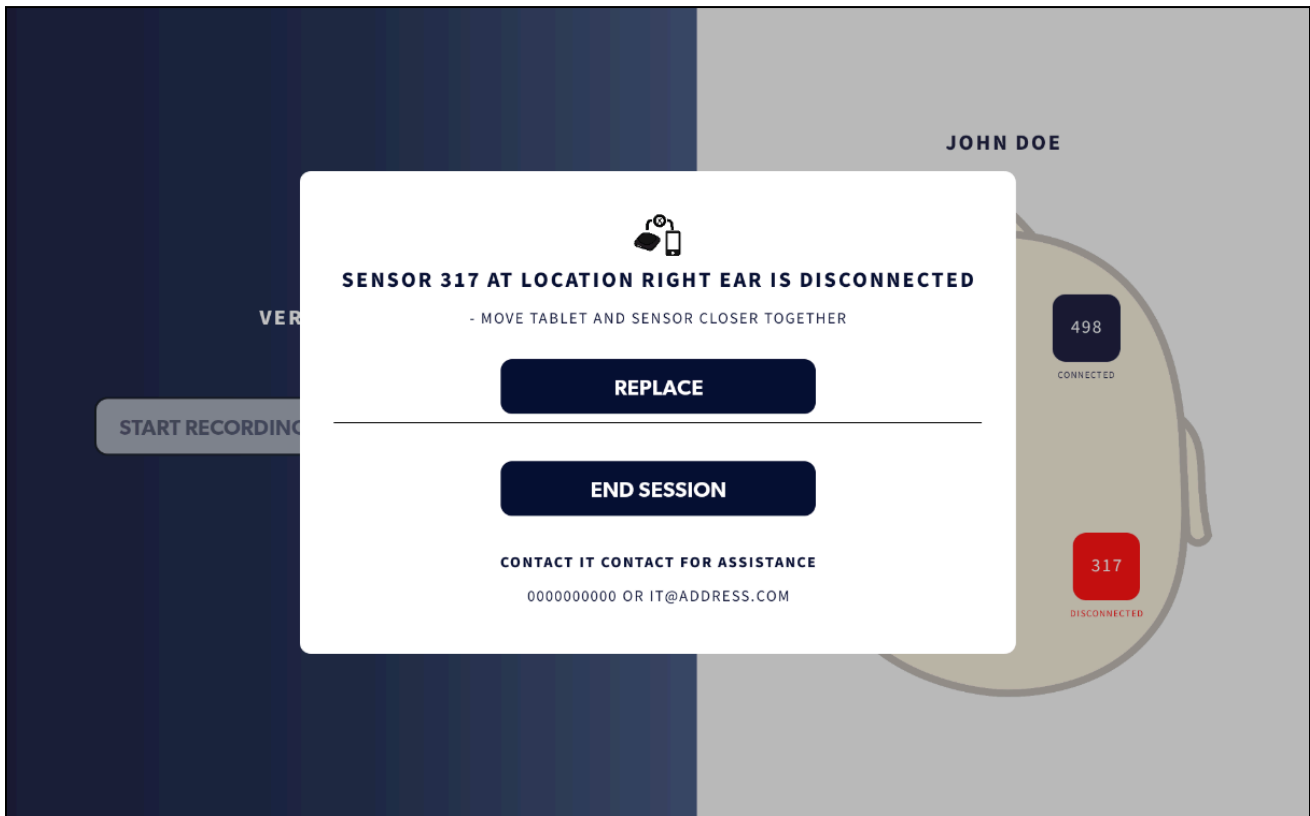 JOHN DOE
SENSOR 317 AT LOCATION RIGHT EAR IS DISCONNECTED
- MOVE TABLET AND SENSOR CLOSER TOGETHER
REPLACE
END SESSION
CONTACT IT CONTACT FOR ASSISTANCE
0000000000 OR IT@ADDRESS.COM
VER
START RECORDING
498
CONNECTED
317
DISCONNECTED